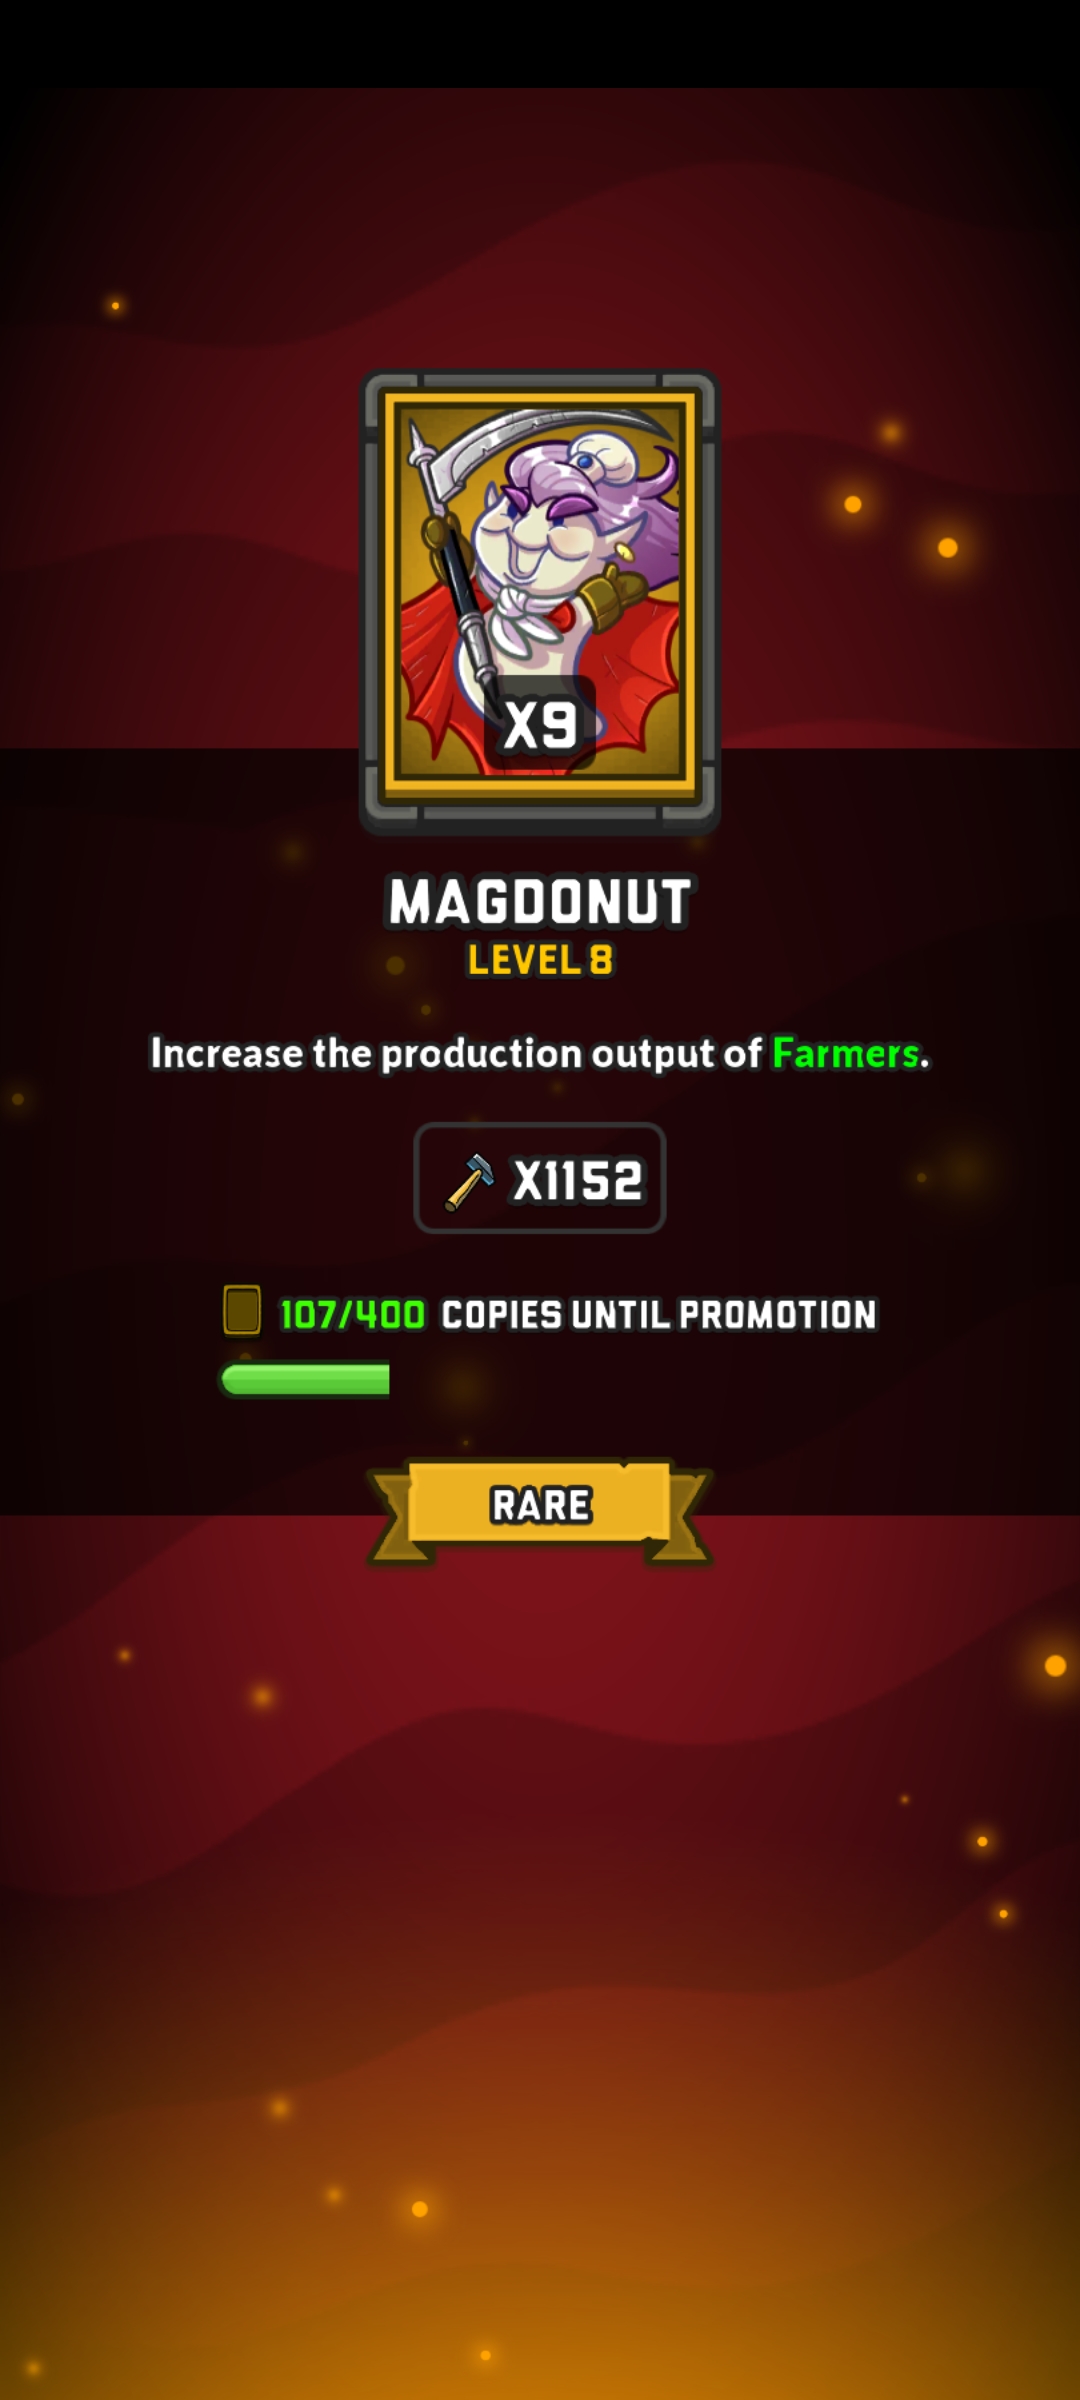 X9
MAGDONUT
LEVEL 8
Increase the production output of Farmers.
X1152
107/400 COPIES UNTIL PROMOTION
RARE